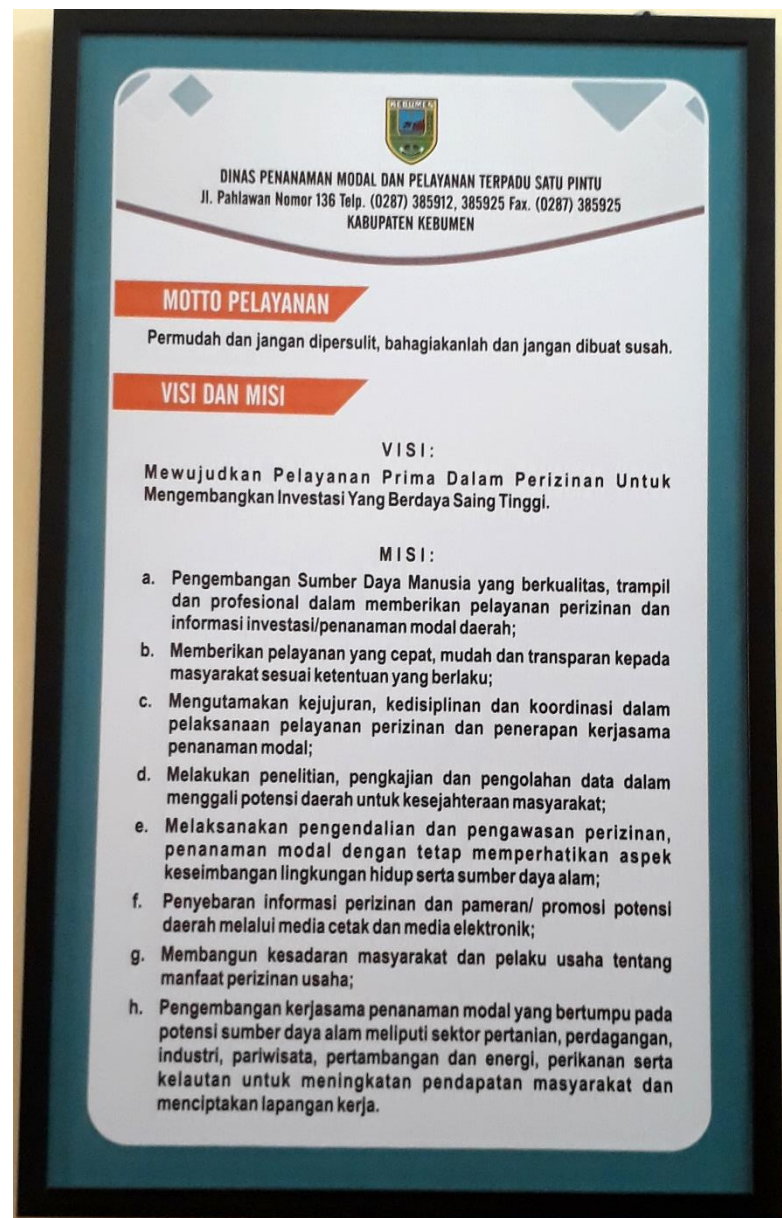 KEBUMEN
DINAS PENANAMAN MODAL DAN PELAYANAN TERPADU SATU PINTU
Jl. Pahlawan Nomor 136 Telp. (0287) 385912, 385925 Fax. (0287) 385925
KABUPATEN KEBUMEN
MOTTO PELAYANAN
Permudah dan jangan dipersulit, bahagiakanlah dan jangan dibuat susah.
VISI DAN MISI
VISI:
Mewujudkan Pelayanan Prima Dalam Perizinan Untuk
Mengembangkan Investasi Yang Berdaya Saing Tinggi.
MISI:
a. Pengembangan Sumber Daya Manusia yang berkualitas, trampil
dan profesional dalam memberikan pelayanan perizinan dan
informasi investasi/penanaman modal daerah;
b. Memberikan pelayanan yang cepat, mudah dan transparan kepada
masyarakat sesuai ketentuan yang berlaku;
c. Mengutamakan kejujuran, kedisiplinan dan koordinasi dalam
pelaksanaan pelayanan perizinan dan penerapan kerjasama
penanaman modal;
d. Melakukan penelitian, pengkajian dan pengolahan data dalam
menggali potensi daerah untuk kesejahteraan masyarakat;
e. Melaksanakan pengendalian dan pengawasan perizinan,
penanaman modal dengan tetap memperhatikan aspek
keseimbangan lingkungan hidup serta sumber daya alam;
f. Penyebaran informasi perizinan dan pameran/ promosi potensi
daerah melalui media cetak dan media elektronik;
g. Membangun kesadaran masyarakat dan pelaku usaha tentang
manfaat perizinan usaha;
h. Pengembangan kerjasama penanaman modal yang bertumpu pada
potensi sumber daya alam meliputi sektor pertanian, perdagangan,
industri, pariwisata, pertambangan dan energi, perikanan serta
kelautan untuk meningkatan pendapatan masyarakat dan
menciptakan lapangan kerja.